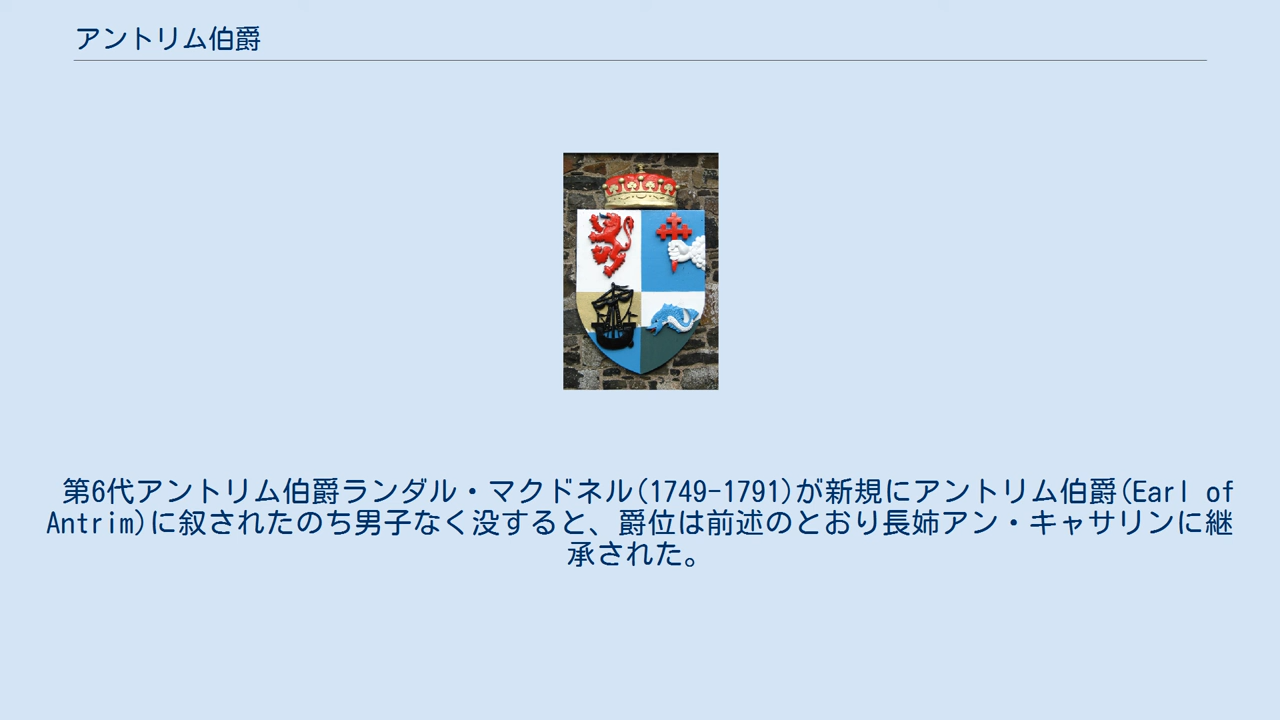 アントリム伯爵
第6代アントリム伯爵ランダル・マクドネル(1749-1791)が新規にアントリム伯爵(Earl of
Antrim)に叙されたのち男子なく没すると、爵位は前述のとおり長姉アン・キャサリンに継
承された。